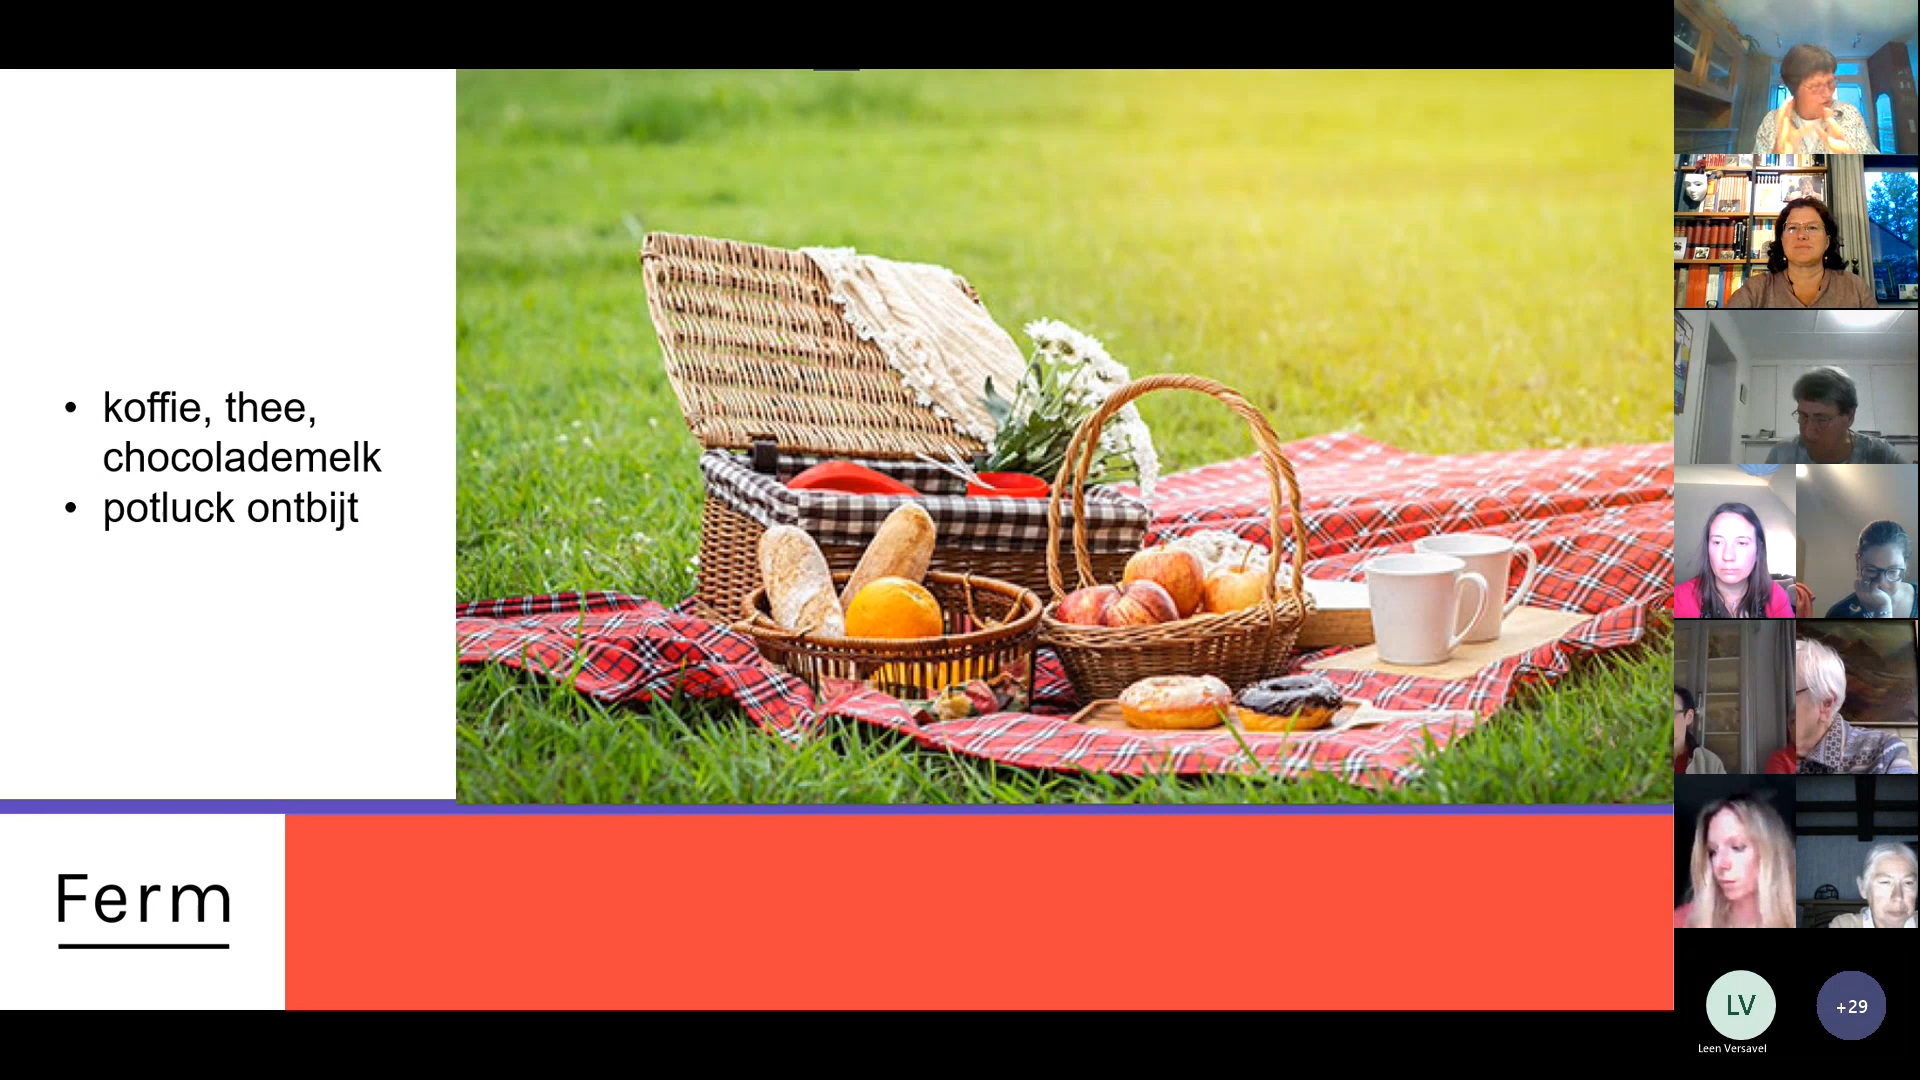 • koffie, thee,
chocolademelk
• potluck ontbijt
Ferm
LV
Leen Versavel
+29